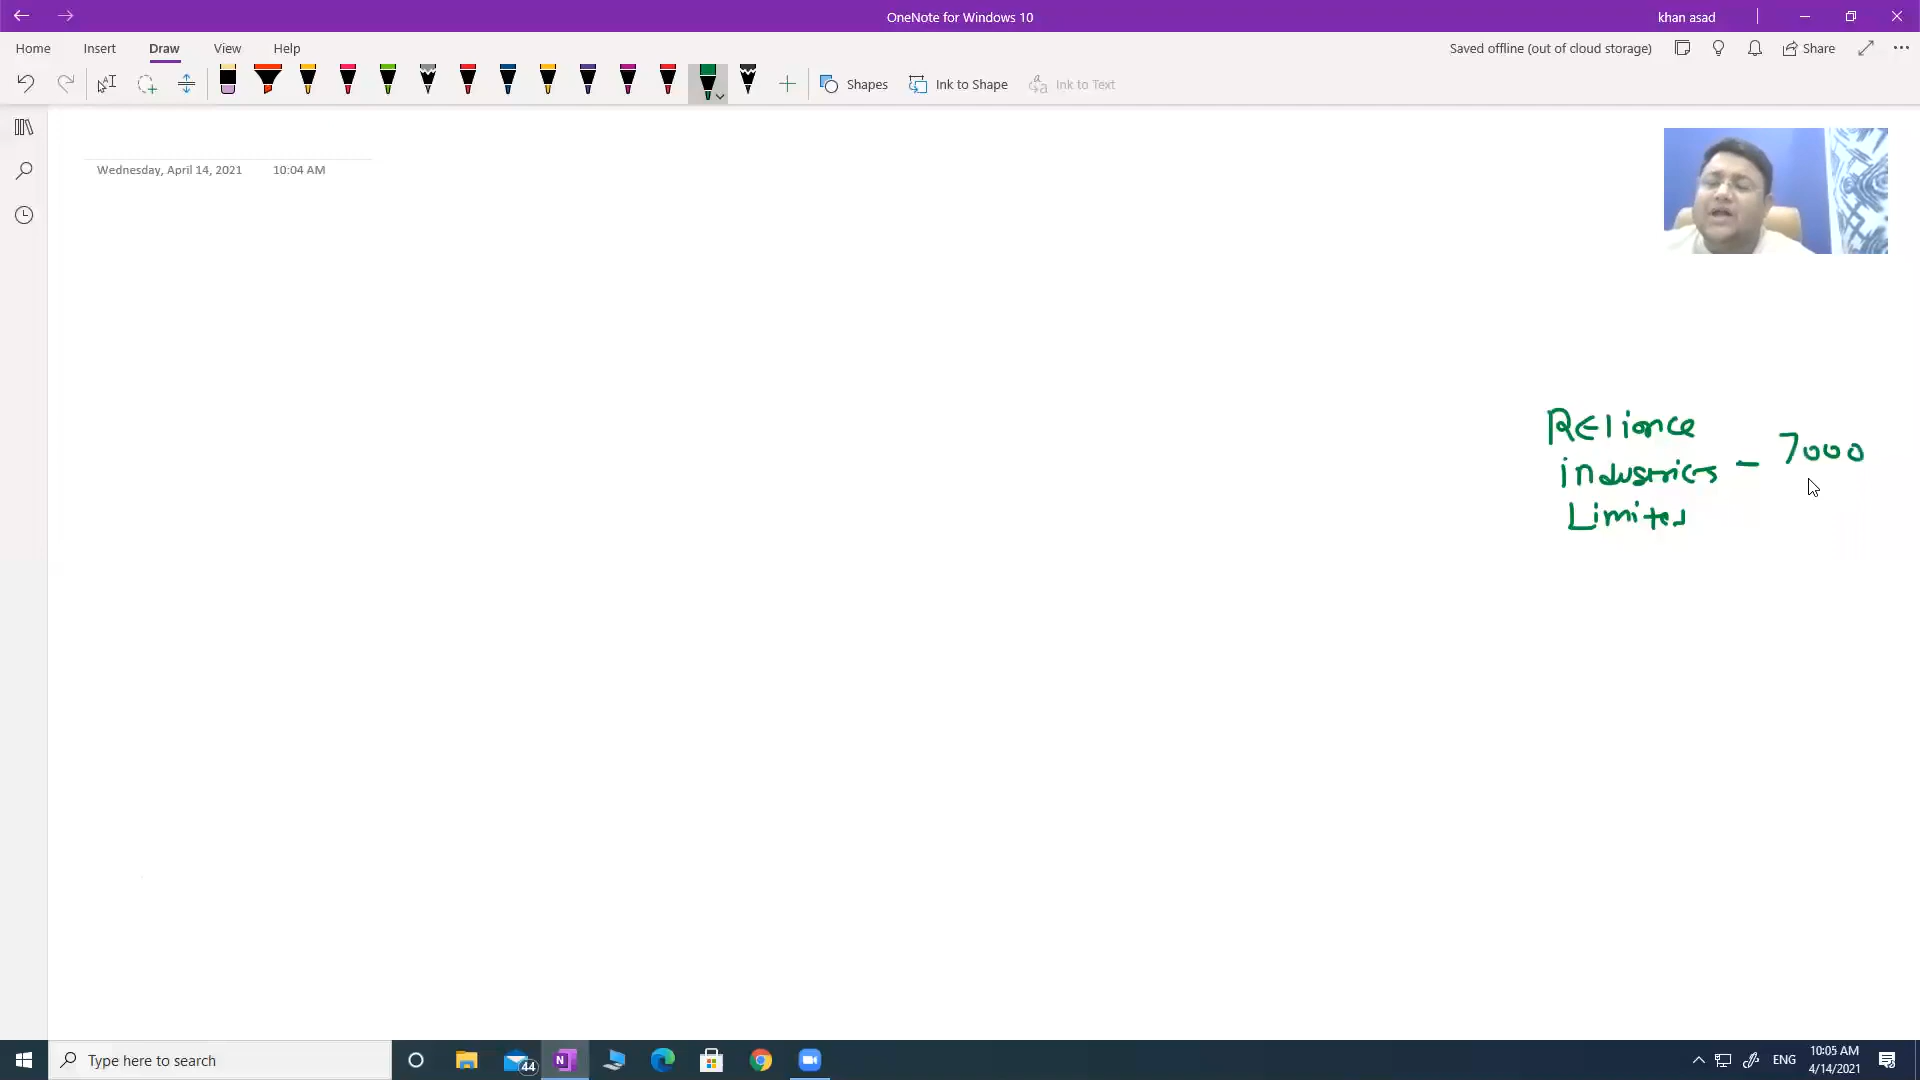 OneNote for Windows 10
khan asad
Home Insert Draw View Help
Saved offline (out of cloud storage)
Share
Shapes
Ink to Shape
Ink to Text
Wednesday, April 14, 2021 10:04 AM
Reliance
industries - 7000
Limited
Type here to search
44
ENG
10:05 AM
4/14/2021